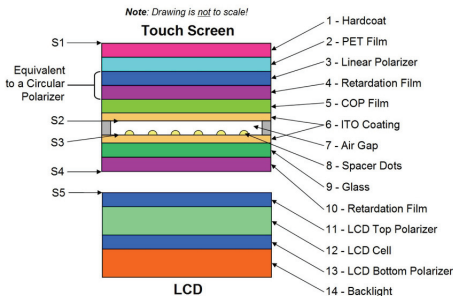 Note: Drawing is not to scale!
Touch Screen
S1
Equivalent
to a Circular
Polarizer
S2
S3
S4
S5
1 - Hardcoat
2 - PET Film
3 - Linear Polarizer
4 - Retardation Film
5 - COP Film
6 - ITO Coating
7 - Air Gap
8 - Spacer Dots
9 - Glass
10 - Retardation Film
11 - LCD Top Polarizer
12 - LCD Cell
13 - LCD Bottom Polarizer
14 - Backlight
LCD